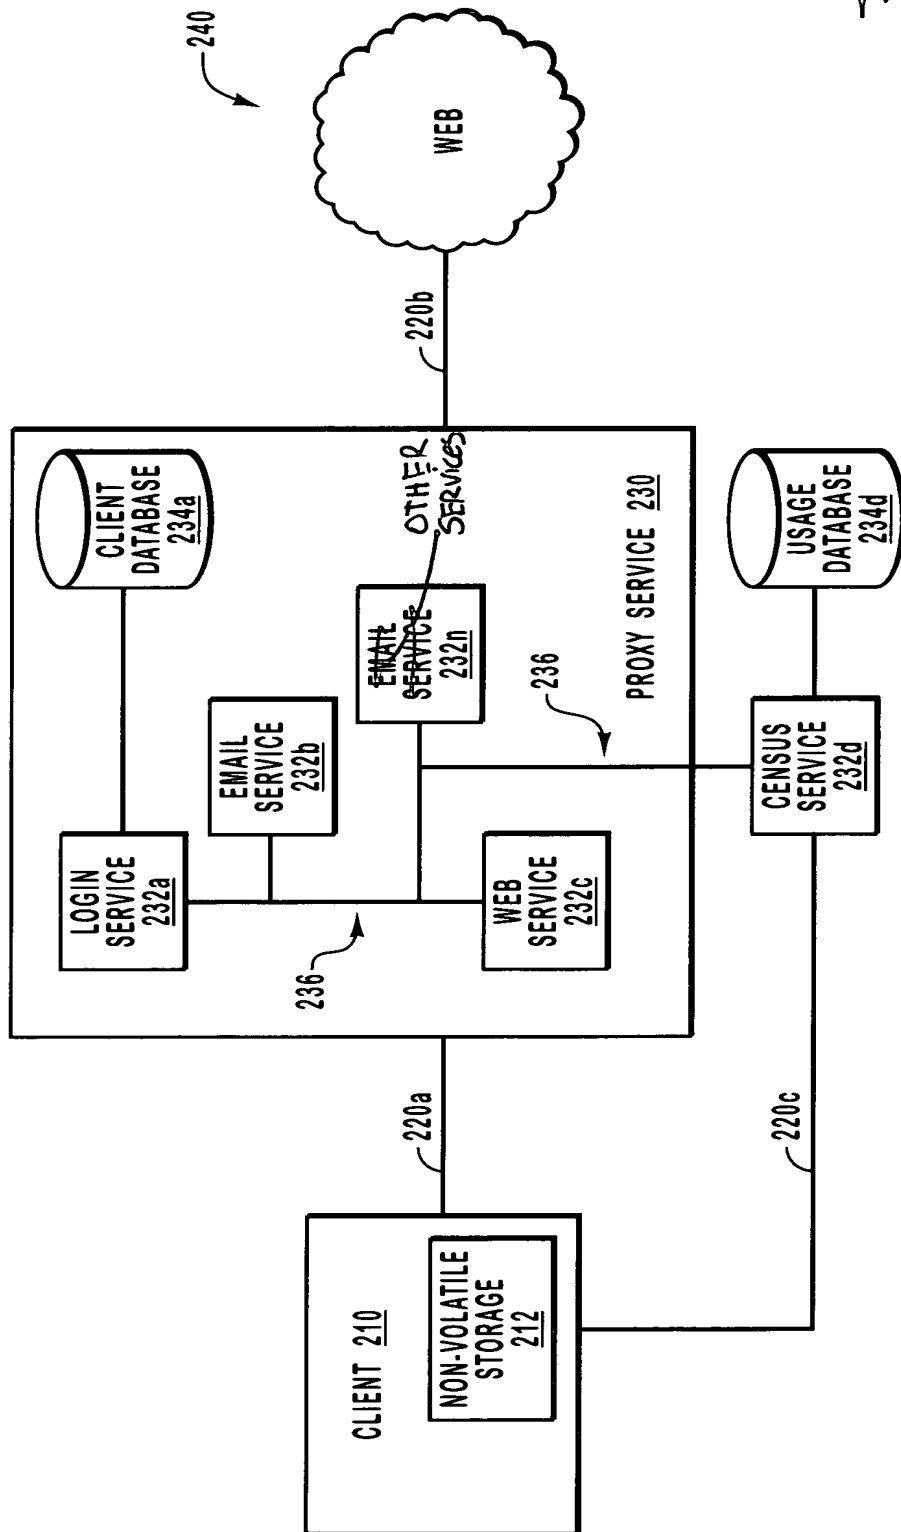 240
WEB
220b
CLIENT
DATABASE
234a
LOGIN
SERVICE
232a
EMAIL
SERVICE
232b
EMAIL
SERVICE
232n
OTHER
SERVICES
WEB
SERVICE
232c
236
236
PROXY SERVICE 230
USAGE
DATABASE
234d
CENSUS
SERVICE
232d
220a
220c
CLIENT 210
NON-VOLATILE
STORAGE
212